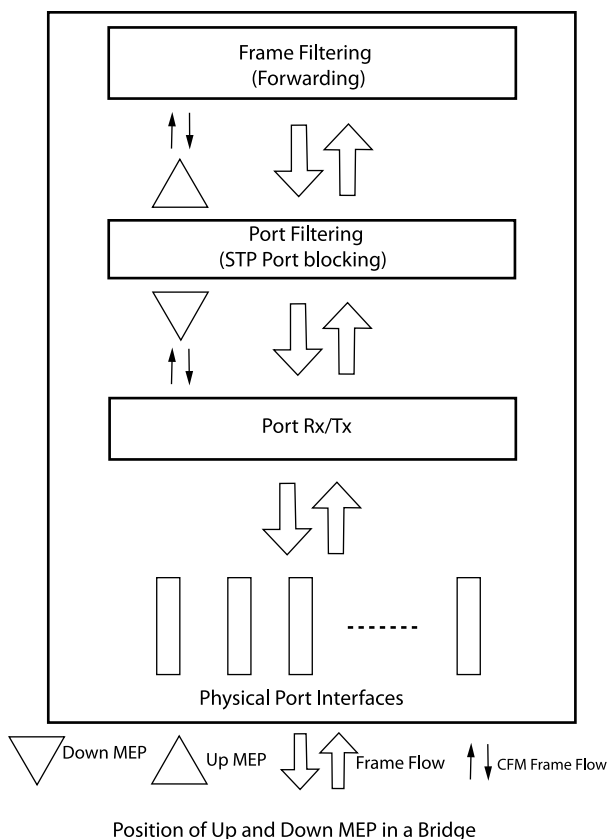 Frame Filtering
(Forwarding)
Port Filtering
(STP Port blocking)
Port Rx/Tx
Physical Port Interfaces
Down MEP
Up MEP
Frame Flow
CFM Frame Flow
Position of Up and Down MEP in a Bridge